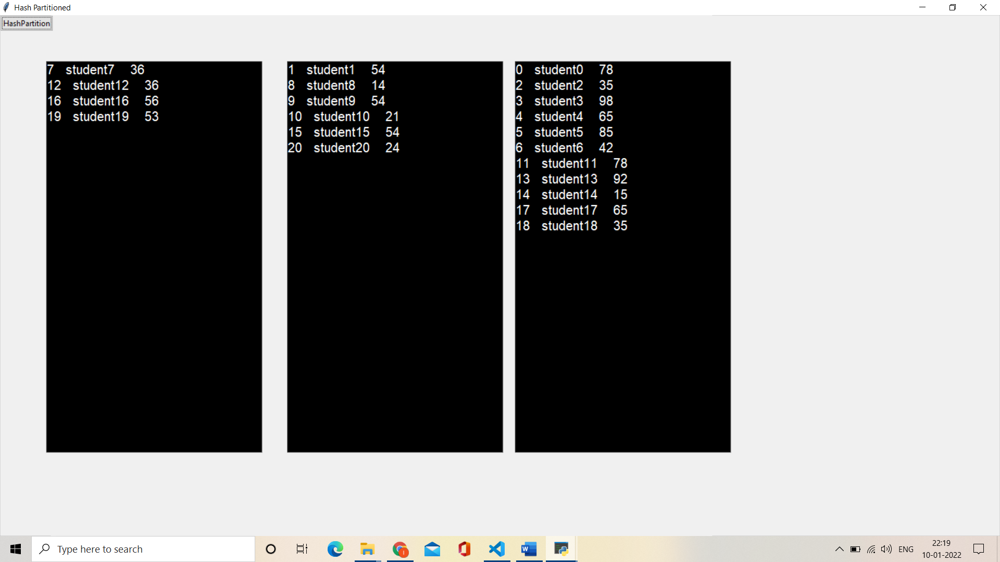 Hash Partitioned
HashPartition
7 student7 36
12 student12 36
16 student16 56
19 student19 53
1 student1 54
8 student8 14
9 student9 54
10 student10 21
15 student15 54
20 student20 24
0 student0 78
2 student2 35
3 student3 98
4 student4 65
5 student5 85
6 student6 42
11 student11 78
13 student13 92
14 student14 15
17 student17 65
18 student18 35
Type here to search
ENG
22:19
10-01-2022